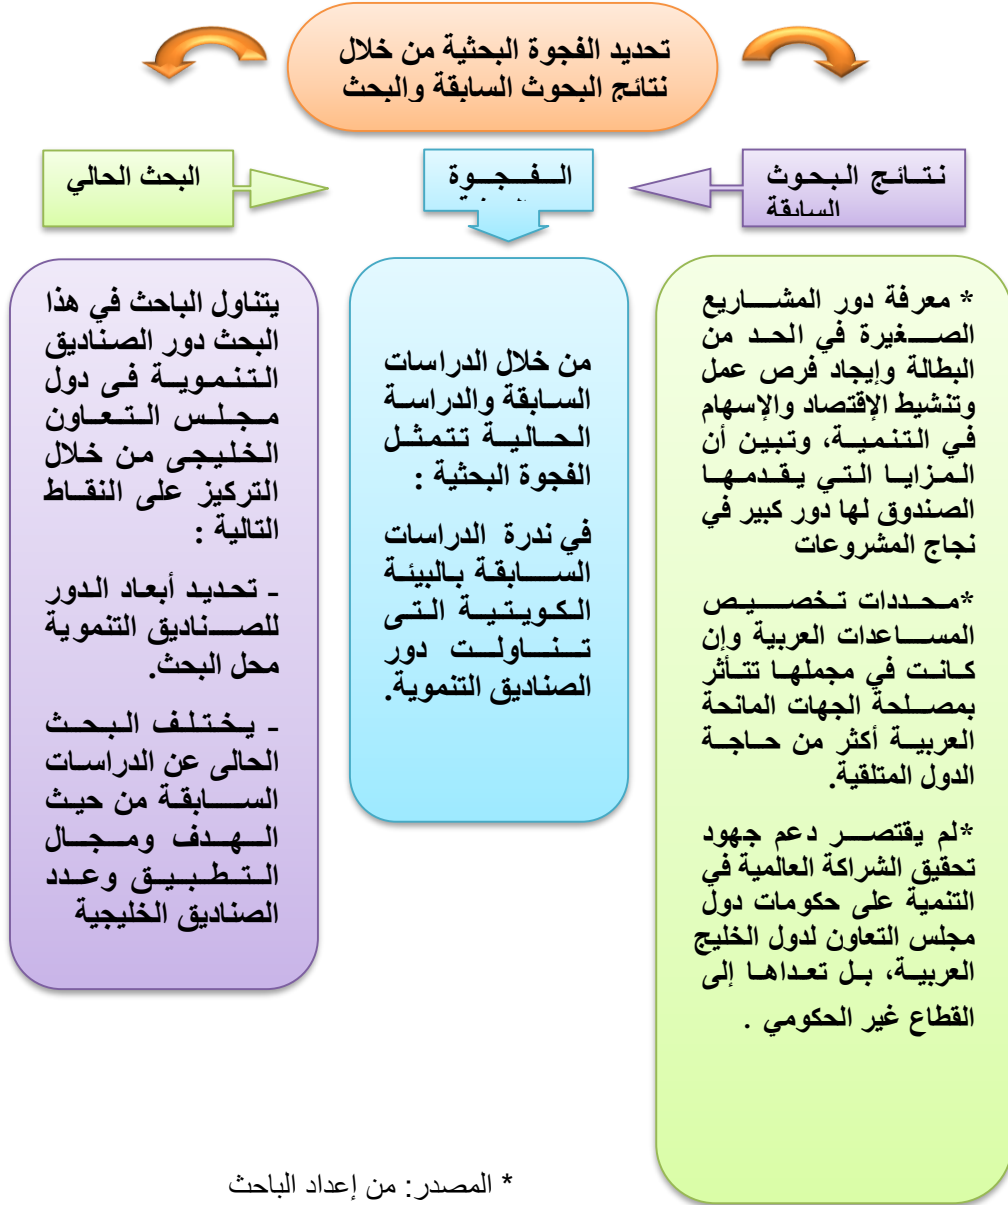 تحديد الفجوة البحثية من خلال
نتائج البحوث السابقة والبحث
نتائج البحوث
السابقة
الفجوة
البحث الحالي
* معرفة دور المشاريع
الصغيرة في الحد من
البطالة وإيجاد فرص عمل
وتنشيط الإقتصاد والإسهام
في التنمية، وتبين أن
المزايا التي يقدمها
الصندوق لها دور كبير في
نجاح المشروعات
*محددات تخصيص
المساعدات العربية وإن
كانت في مجملها تتأثر
بمصلحة الجهات المانحة
العربية أكثر من حاجة
الدول المتلقية.
*لم يقتصر دعم جهود
تحقيق الشراكة العالمية في
التنمية على حكومات دول
مجلس التعاون لدول الخليج
العربية، بل تعداها إلى
القطاع غير الحكومي .
من خلال الدراسات
السابقة والدراسة
الحالية تتمثل
الفجوة البحثية :
في ندرة الدراسات
السابقة بالبيئة
الكويتية التى
تناولت دور
الصناديق التنموية.
يتناول الباحث في هذا
البحث دور الصناديق
التنموية فى دول
مجلس التعاون
الخليجى من خلال
التركيز على النقاط
التالية :
- تحديد أبعاد الدور
للصناديق التنموية
محل البحث.
- يختلف البحث
الحالى عن الدراسات
السابقة من حيث
الهدف ومجال
التطبيق وعدد
الصناديق الخليجية
* المصدر: من إعداد الباحث